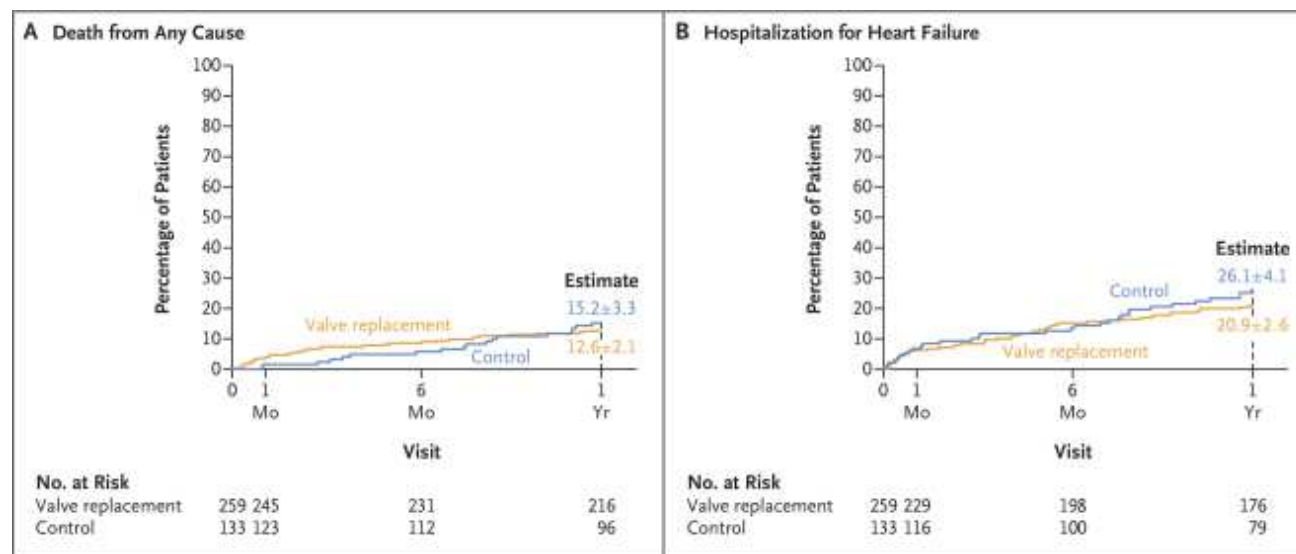 A Death from Any Cause
Percentage of Patients
100
90
80
70
60
50
40
30
20
10
0
Valve replacement
Control
Estimate
15.2±3.3
12.6±2.1
0 1 6 1
Mo Mo Yr
Visit
No. at Risk
Valve replacement 259 245 231 216
Control 133 123 112 96
B Hospitalization for Heart Failure
Percentage of Patients
100
90
80
70
60
50
40
30
20
10
0
Estimate
26.1±4.1
Control
20.9±2.6
Valve replacement
0 1 6 1
Mo Mo Yr
Visit
No. at Risk
Valve replacement 259 229 198 176
Control 133 116 100 79